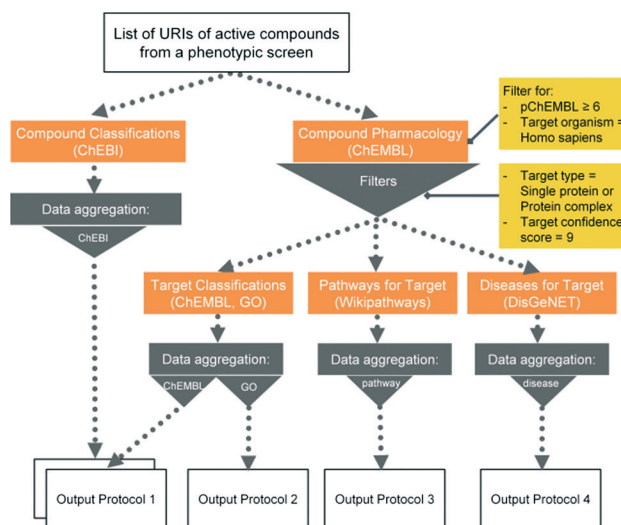 List of URIs of active compounds
from a phenotypic screen
Filter for:
- pChEMBL ≥ 6
- Target organism =
Homo sapiens
Compound Classifications
(ChEBI)
Compound Pharmacology
(ChEMBL)
Filters
- Target type =
Single protein or
Protein complex
- Target confidence
score = 9
Data aggregation:
ChEBI
Target Classifications
(ChEMBL, GO)
Pathways for Target
(Wikipathways)
Diseases for Target
(DisGeNET)
Data aggregation:
ChEMBL
GO
Data aggregation:
pathway
Data aggregation:
disease
Output Protocol 1
Output Protocol 2
Output Protocol 3
Output Protocol 4